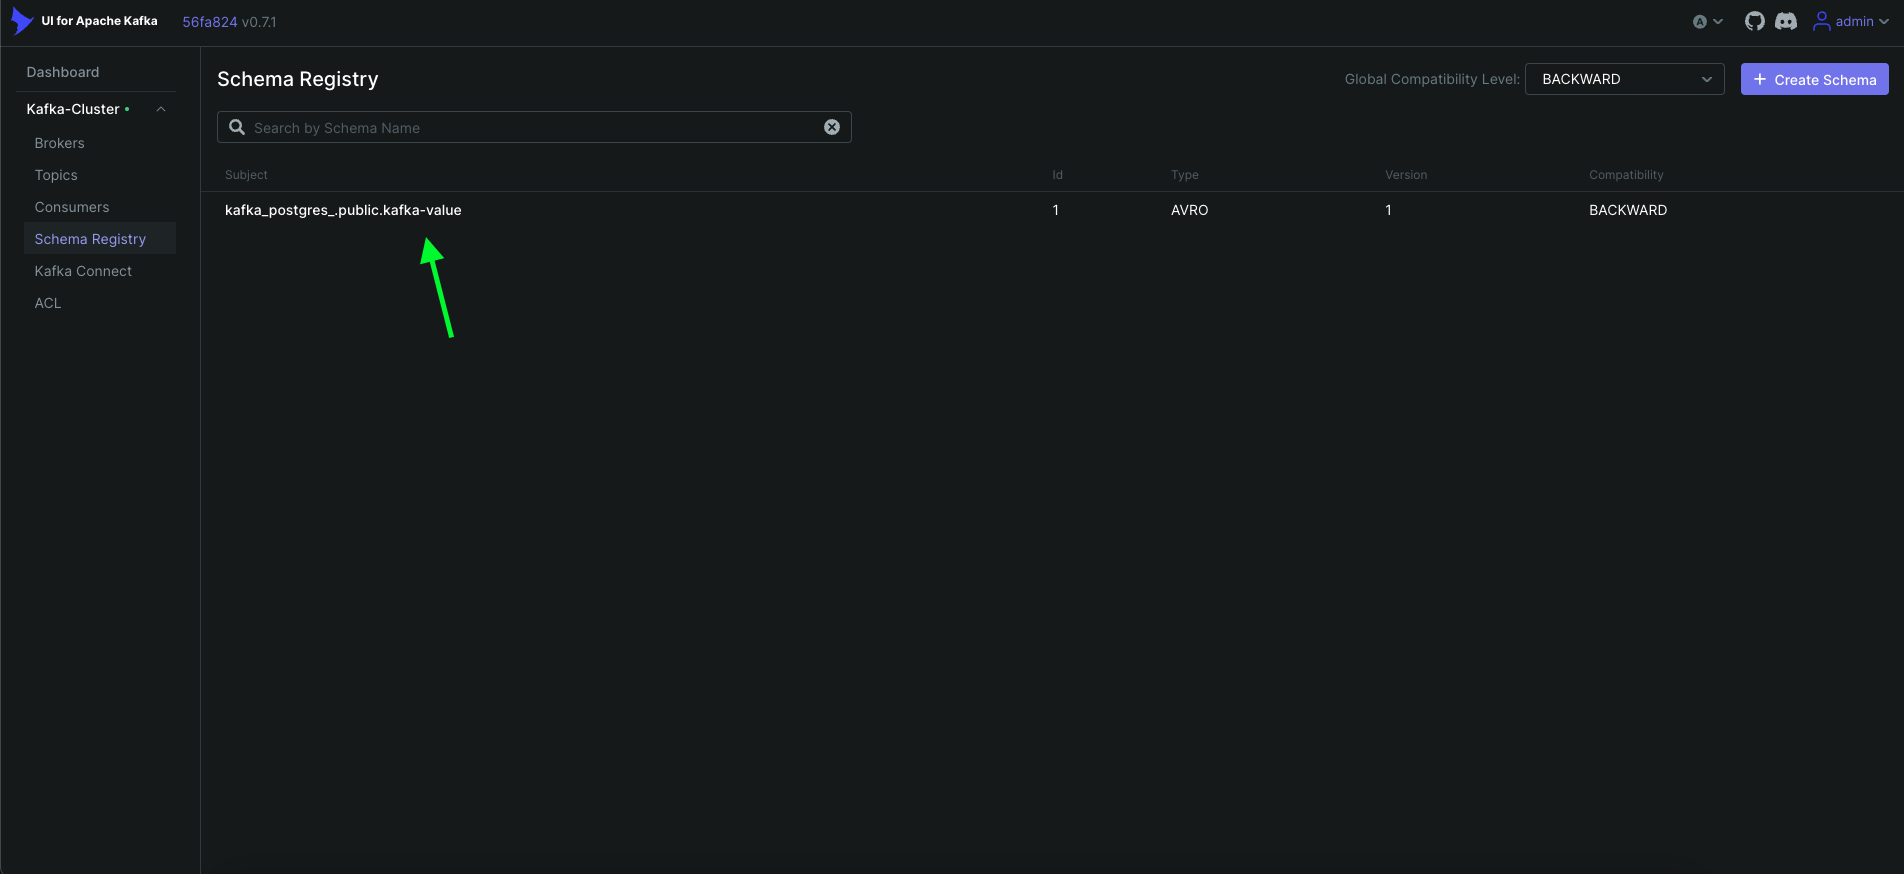 UI for Apache Kafka 56fa824 v0.7.1 A admin
Dashboard
Kafka-Cluster
Brokers
Topics
Consumers
Schema Registry
Kafka Connect
ACL
Schema Registry
Global Compatibility Level: BACKWARD
Create Schema
Search by Schema Name
Subject Id Type Version Compatibility
kafka_postgres_.public.kafka-value 1 AVRO 1 BACKWARD